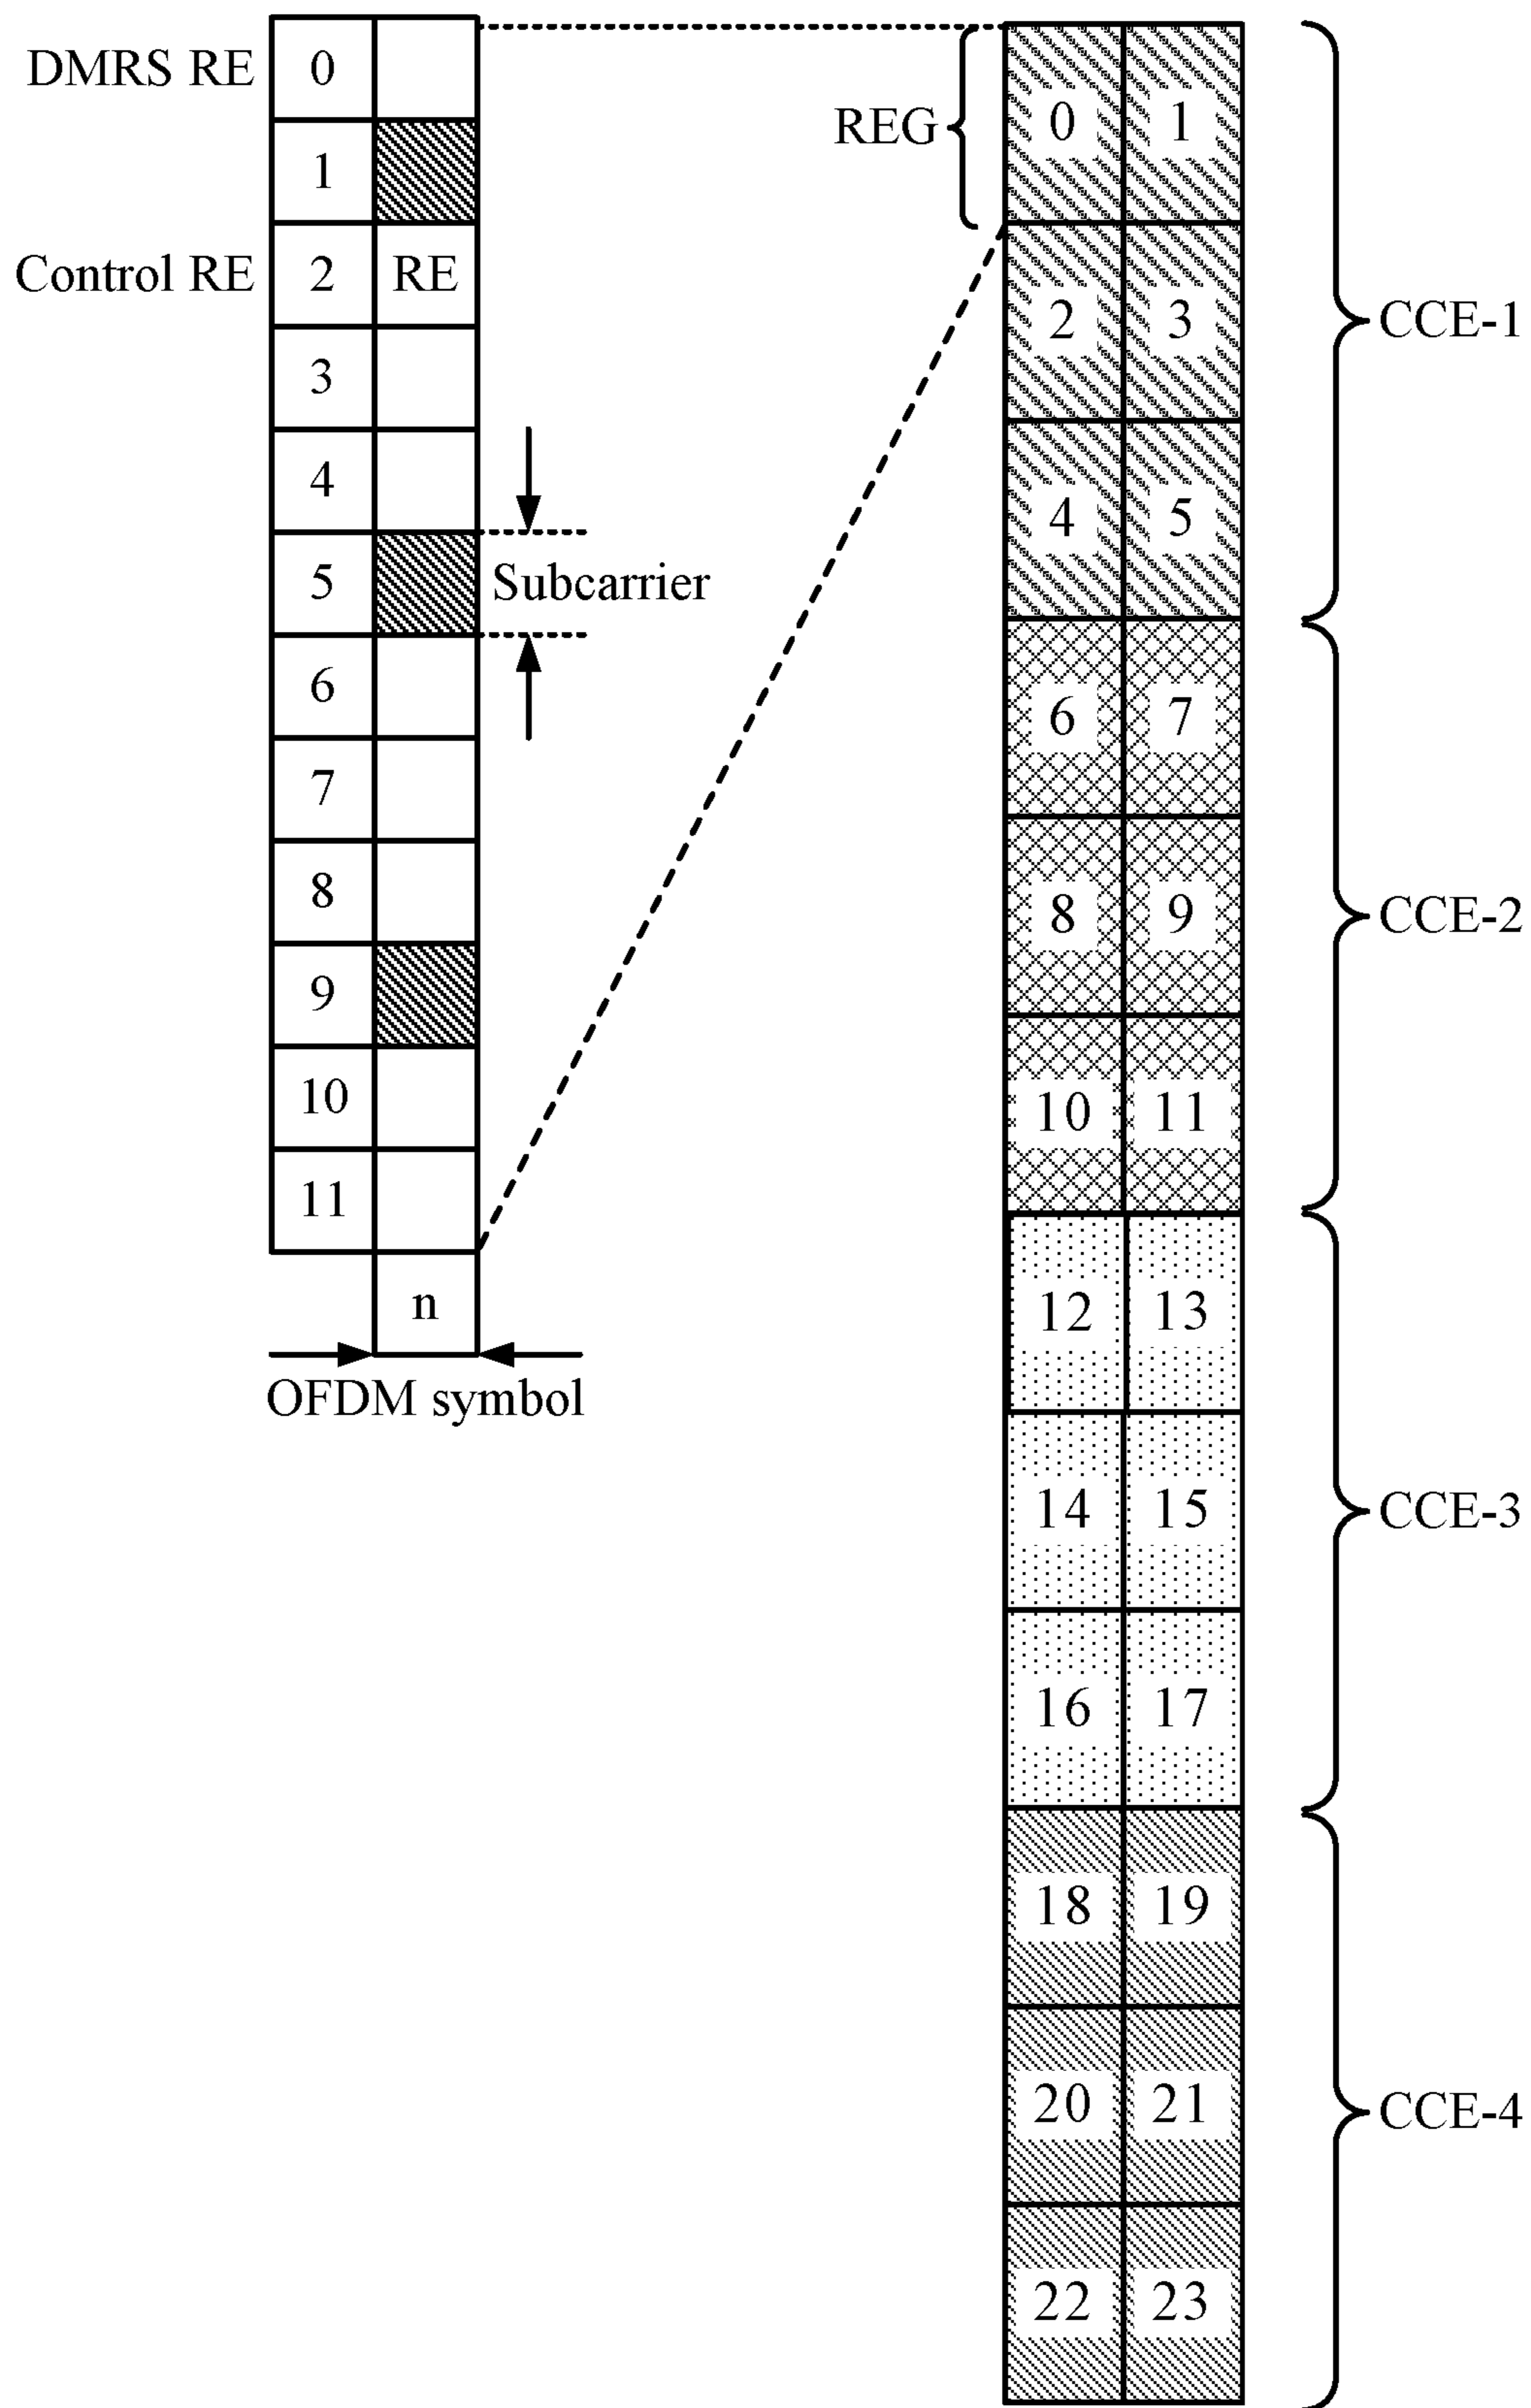 DMRS RE 0
1
Control RE 2 RE
3
4
5 Subcarrier
6
7
8
9
10
11
n
OFDM symbol
REG 0 1
2 3 CCE-1
4 5
6 7
8 9 CCE-2
10 11
12 13
14 15 CCE-3
16 17
18 19
20 21 CCE-4
22 23